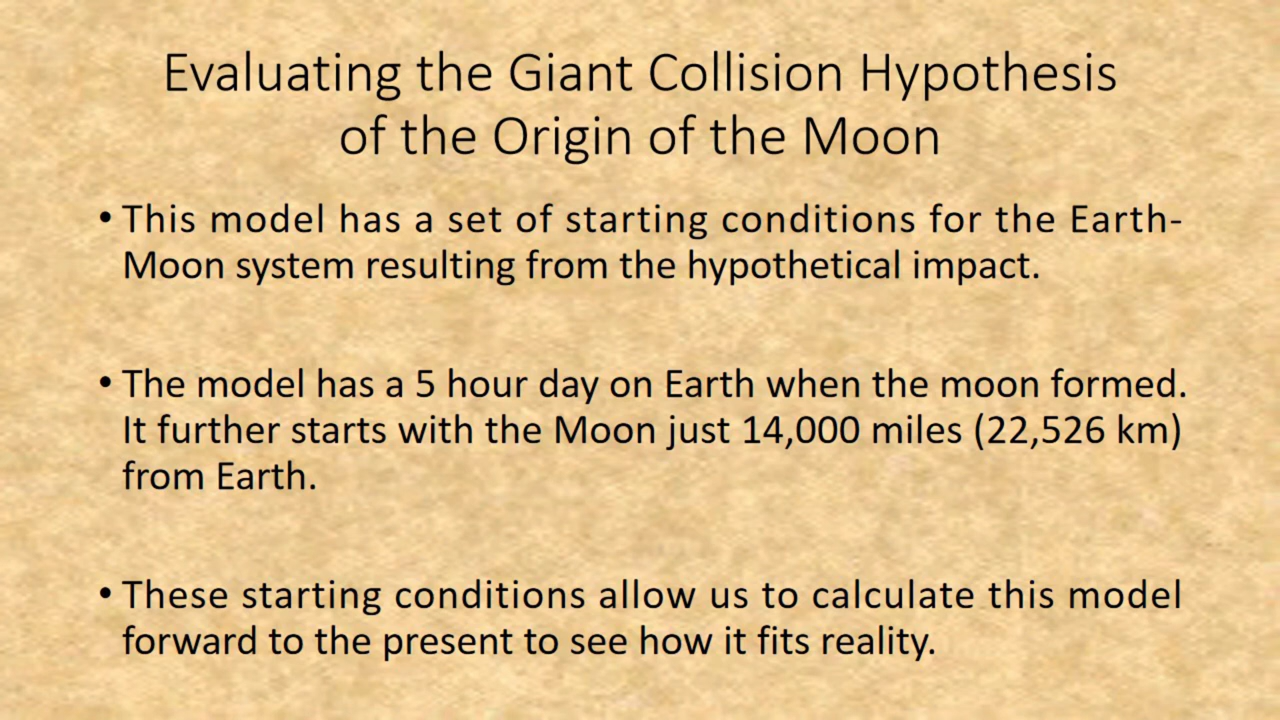 Evaluating the Giant Collision Hypothesis
of the Origin of the Moon
• This model has a set of starting conditions for the Earth-
Moon system resulting from the hypothetical impact.
• The model has a 5 hour day on Earth when the moon formed.
It further starts with the Moon just 14,000 miles (22,526 km)
from Earth.
• These starting conditions allow us to calculate this model
forward to the present to see how it fits reality.